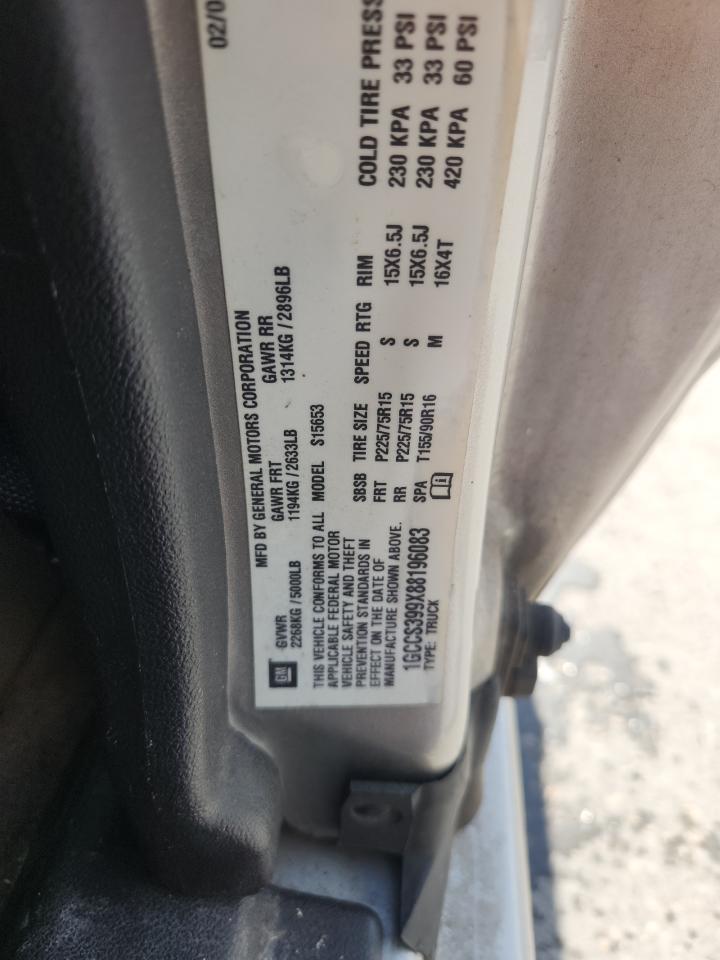 MFD BY GENERAL MOTORS CORPORATION 02/0
GM
GVWR GAWR FRT GAWR RR
2268KG / 5000LB 1194KG / 2633LB 1314KG / 2896LB
THIS VEHICLE CONFORMS TO ALL
APPLICABLE FEDERAL MOTOR
VEHICLE SAFETY AND THEFT
PREVENTION STANDARDS IN
EFFECT ON THE DATE OF
MANUFACTURE SHOWN ABOVE.
1GCCS399X88196083
TYPE: TRUCK
MODEL S15653
SBSB TIRE SIZE SPEED RTG RIM COLD TIRE PRESS
FRT P225/75R15 S 15X6.5J 230 KPA 33 PSI
RR P225/75R15 S 15X6.5J 230 KPA 33 PSI
SPA T155/90R16 M 16X4T 420 KPA 60 PSI